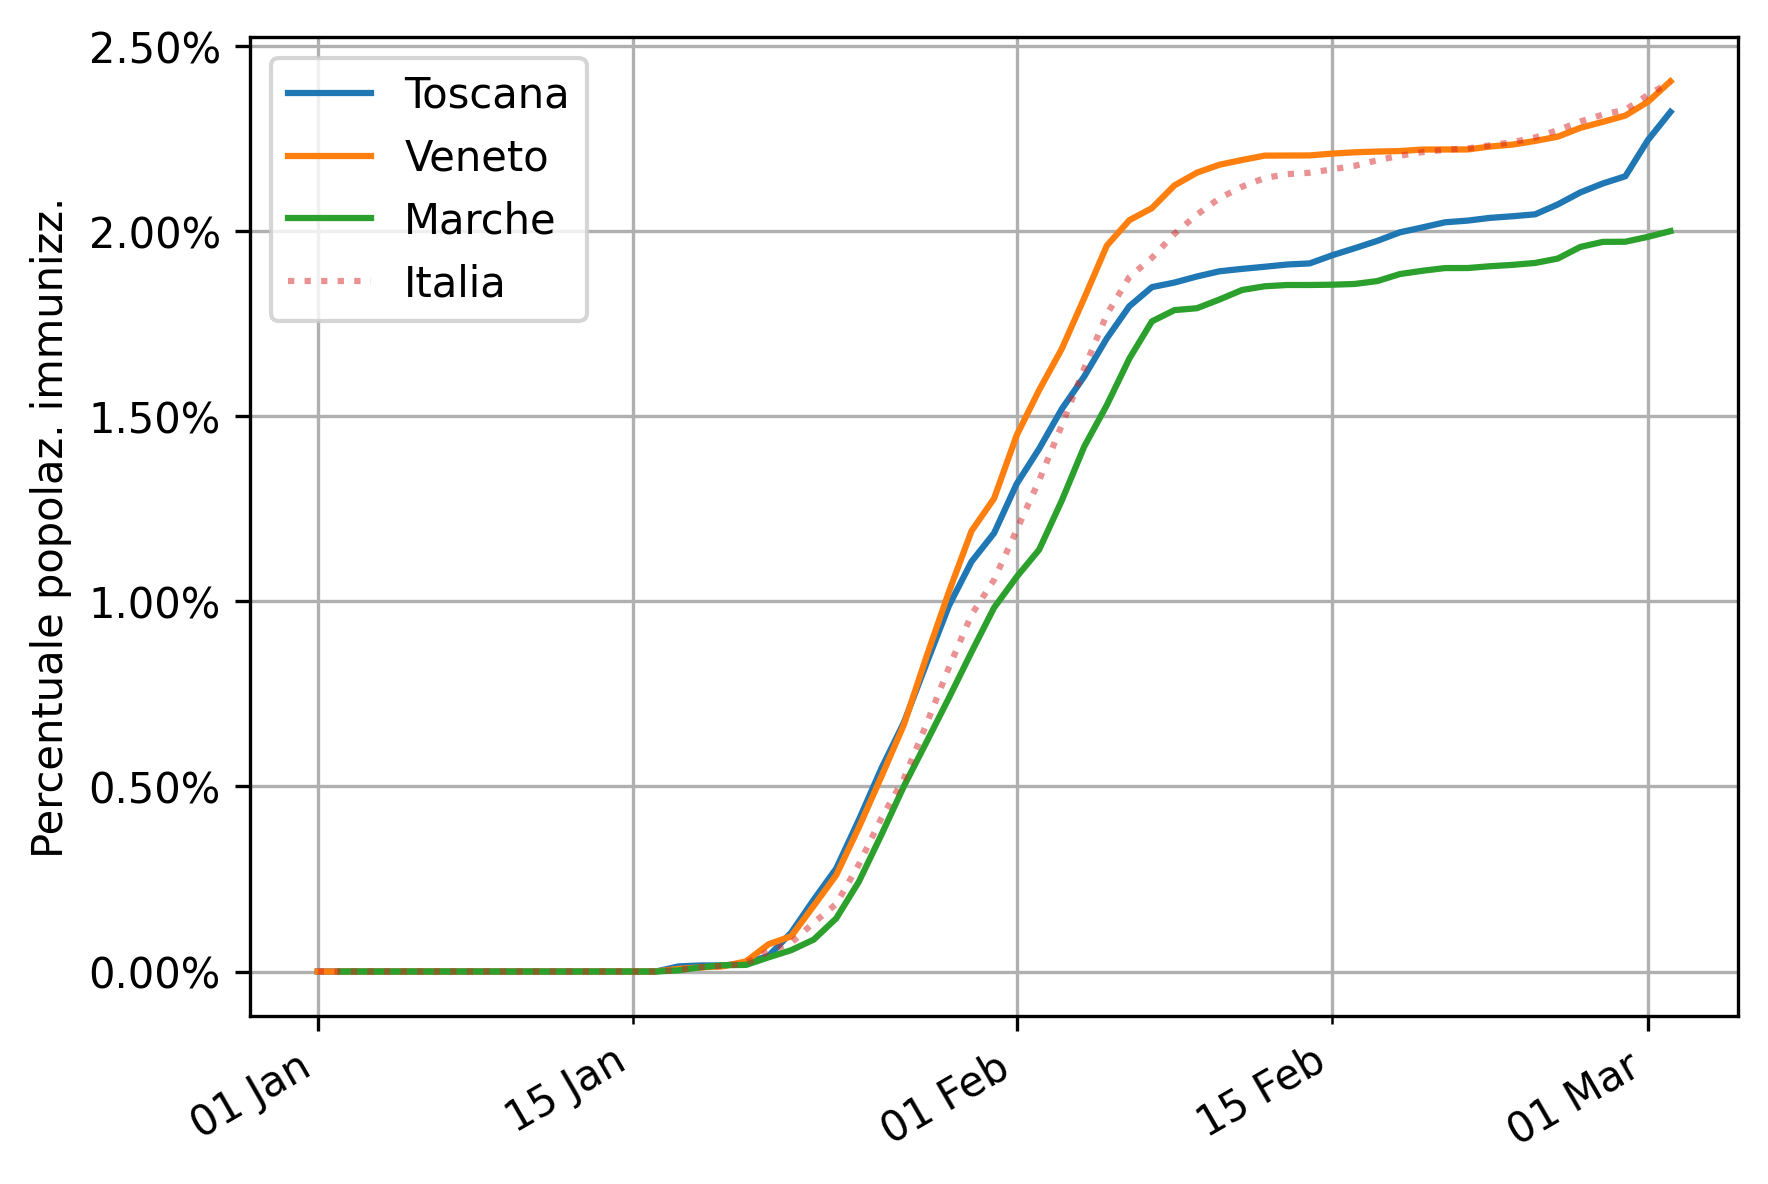 Percentuale popolaz. immunizz.
2.50%
2.00%
1.50%
1.00%
0.50%
0.00%
Toscana
Veneto
Marche
Italia
01 Jan
15 Jan
01 Feb
15 Feb
01 Mar